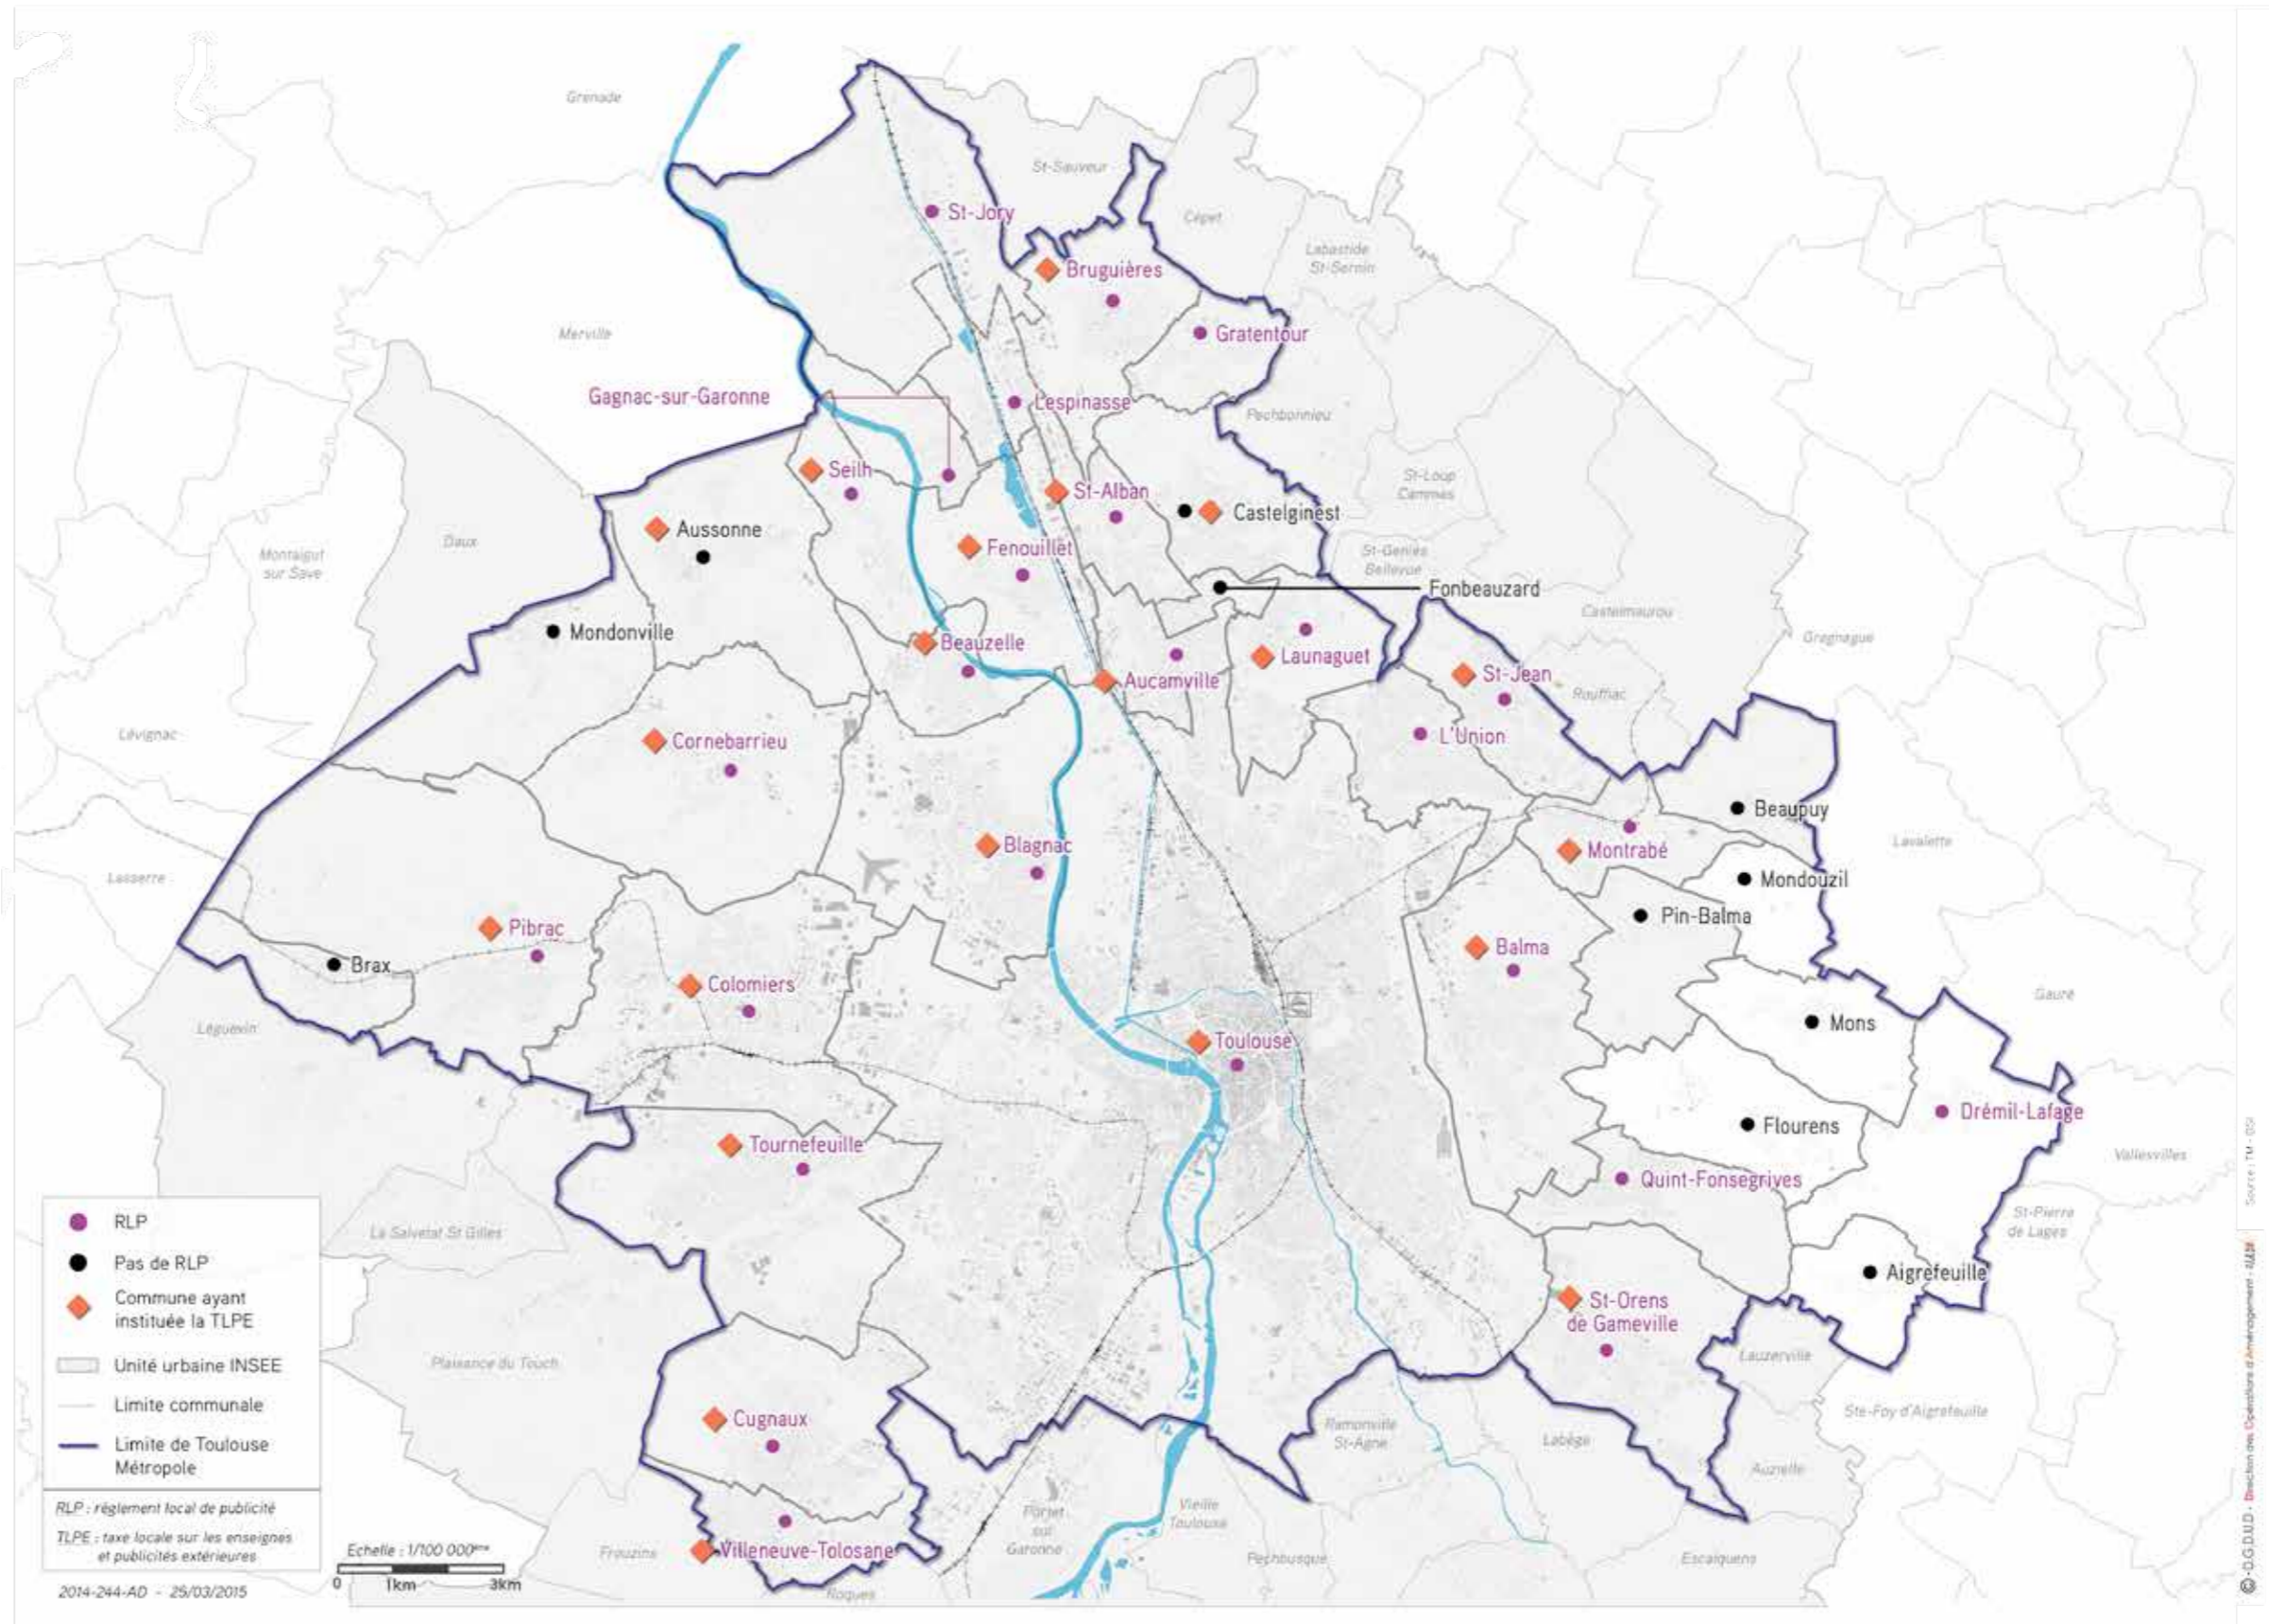 Grenade
St-Sauveur
St-Jory
Cépet
Labastide
St-Sernin
Bruguières
Merville
Gratentour
Gagnac-sur-Garonne
Lespinasse
Pechbonnieu
Seilh
St-Loup
Cammas
St-Alban
Castelginest
Aussonne
Daux
Montaigut
sur Save
Fenouillet
St-Geniès
Bellevue
Fonbeauzard
Castelmaurou
Mondonville
Gragnague
Beauzelle
Launaguet
Aucamville
St-Jean
Rouffiac
Lévignac
Cornebarrieu
L'Union
Beaupuy
Blagnac
Montrabé
Lavalette
Lasserre
Mondouzil
Pin-Balma
Pibrac
Balma
Brax
Colomiers
Gauré
Léguevin
Mons
Toulouse
Drémil-Lafage
Flourens
Tournefeuille
Vallesvilles
Quint-Fonsegrives
La Salvetat St Gilles
St-Pierre
de Lages
Aigrefeuille
St-Orens
de Gameville
Plaisance du Touch
Lauzerville
Cugnaux
Ste-Foy d'Aigrefeuille
Ramonville
St-Agne
Labège
Auzielle
Portet
sur
Garonne
Vieille
Toulouse
Villeneuve-Tolosane
Frouzins
Pechbusque
Escalquens
Roques
RLP
Pas de RLP
Commune ayant
instituée la TLPE
Unité urbaine INSEE
Limite communale
Limite de Toulouse
Métropole
RLP : règlement local de publicité
TLPE : taxe locale sur les enseignes
et publicités extérieures
2014-244-AD - 25/03/2015
Echelle : 1/100 000ème
0 1km 3km
Source : TM - DSI
© - D.G.D.U.D - Direction des Opérations d'Aménagement